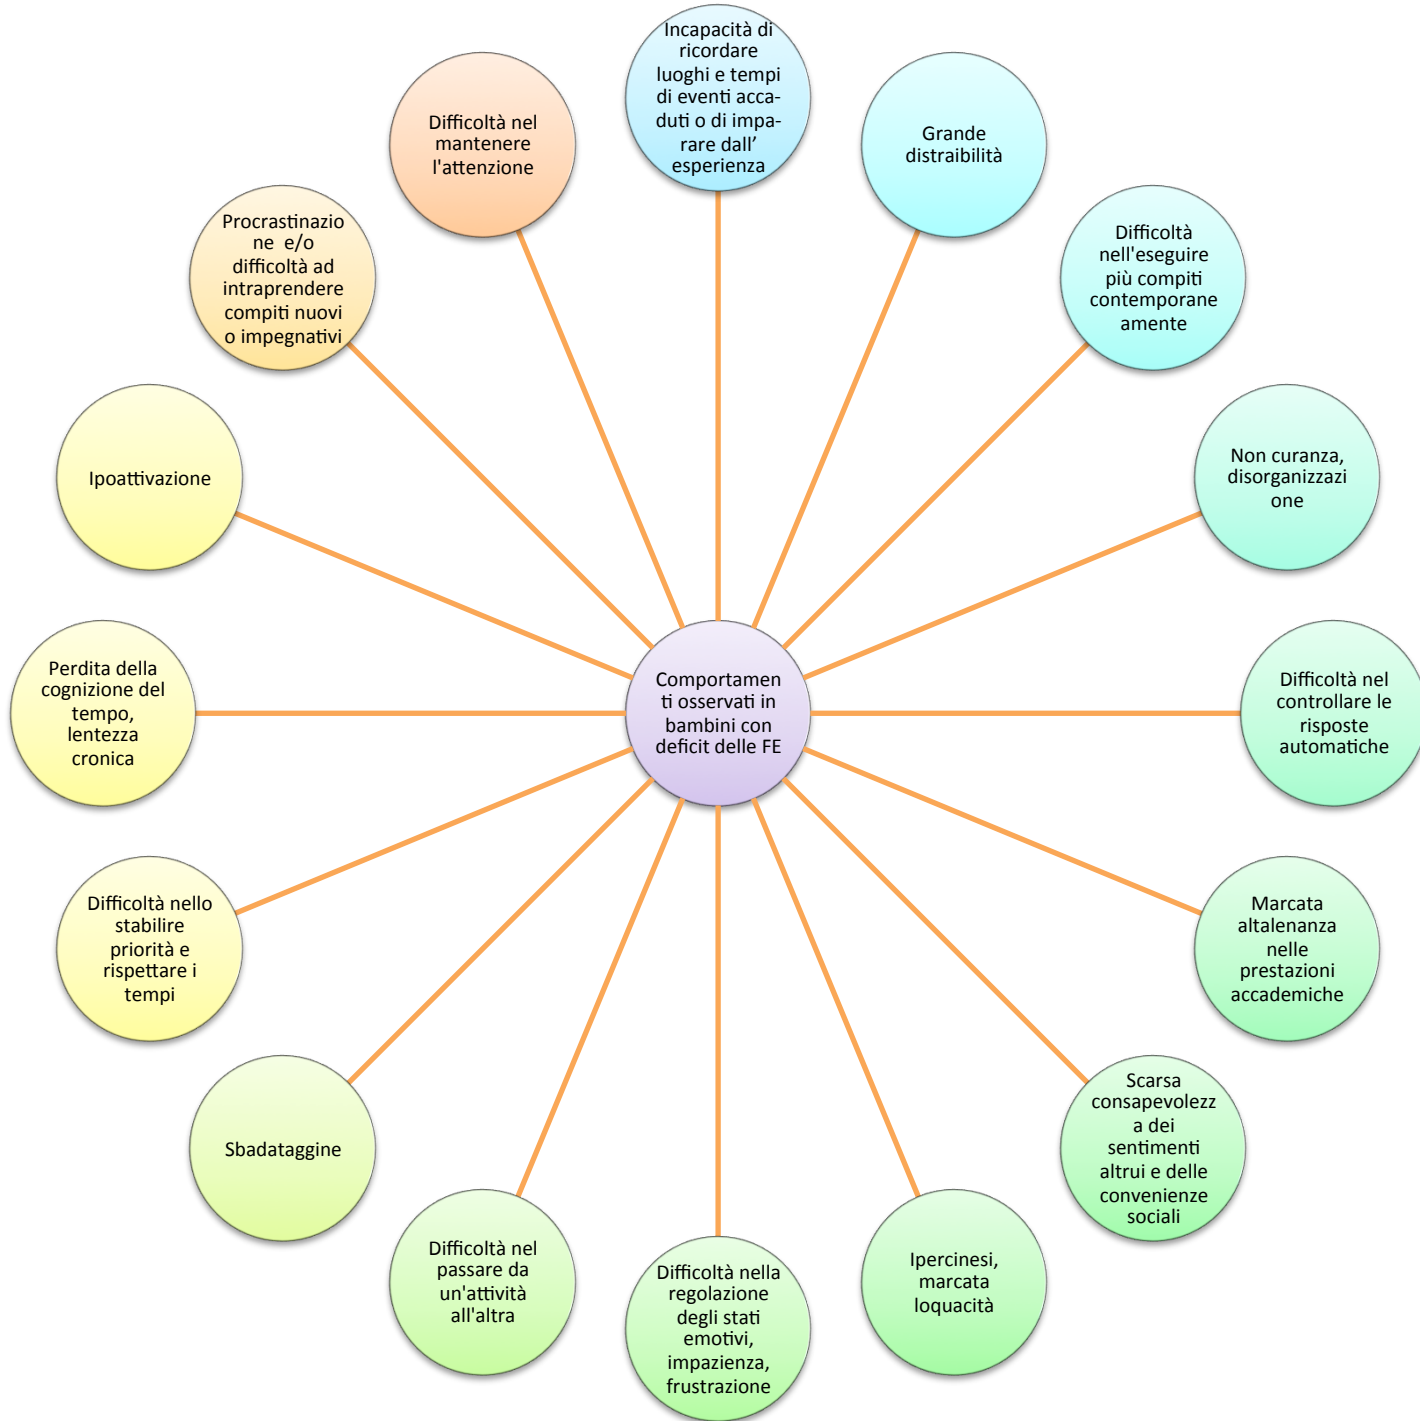 Incapacità di
ricordare
luoghi e tempi
di eventi acca-
duti o di impa-
rare dall’
esperienza
Grande
distraibilità
Difficoltà
nell'eseguire
più compiti
contemporane
amente
Non curanza,
disorganizzazi
one
Difficoltà nel
controllare le
risposte
automatiche
Marcata
altalenanza
nelle
prestazioni
accademiche
Scarsa
consapevolezz
a dei
sentimenti
altrui e delle
convenienze
sociali
Ipercinesi,
marcata
loquacità
Difficoltà nella
regolazione
degli stati
emotivi,
impazienza,
frustrazione
Difficoltà nel
passare da
un'attività
all'altra
Sbadataggine
Difficoltà nello
stabilire
priorità e
rispettare i
tempi
Perdita della
cognizione del
tempo,
lentezza
cronica
Ipoattivazione
Procrastinazio
ne e/o
difficoltà ad
intraprendere
compiti nuovi
o impegnativi
Difficoltà nel
mantenere
l'attenzione
Comportamen
ti osservati in
bambini con
deficit delle FE